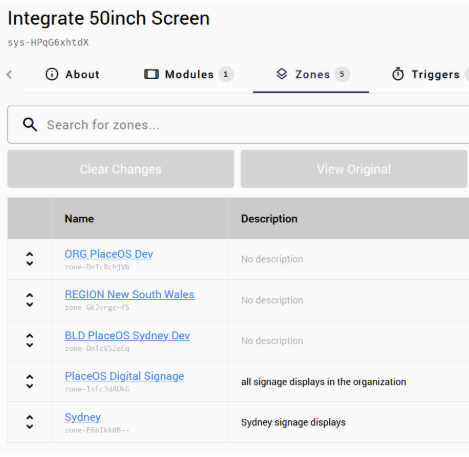 Integrate 50inch Screen
sys-HPqG6xhtdX
About
Modules 1
Zones 5
Triggers
Search for zones...
Clear Changes
View Original
Name
Description
ORG PlaceOS Dev
No description
zone-DnTc8chjVb
REGION New South Wales
No description
zone-GkJvrgc~f5
BLD PlaceOS Sydney Dev
No description
zone-DnTcVSZeEq
PlaceOS Digital Signage
all signage displays in the organization
zone-IsFc3dAUkG
Sydney
Sydney signage displays
zone-E6hIkk0B--